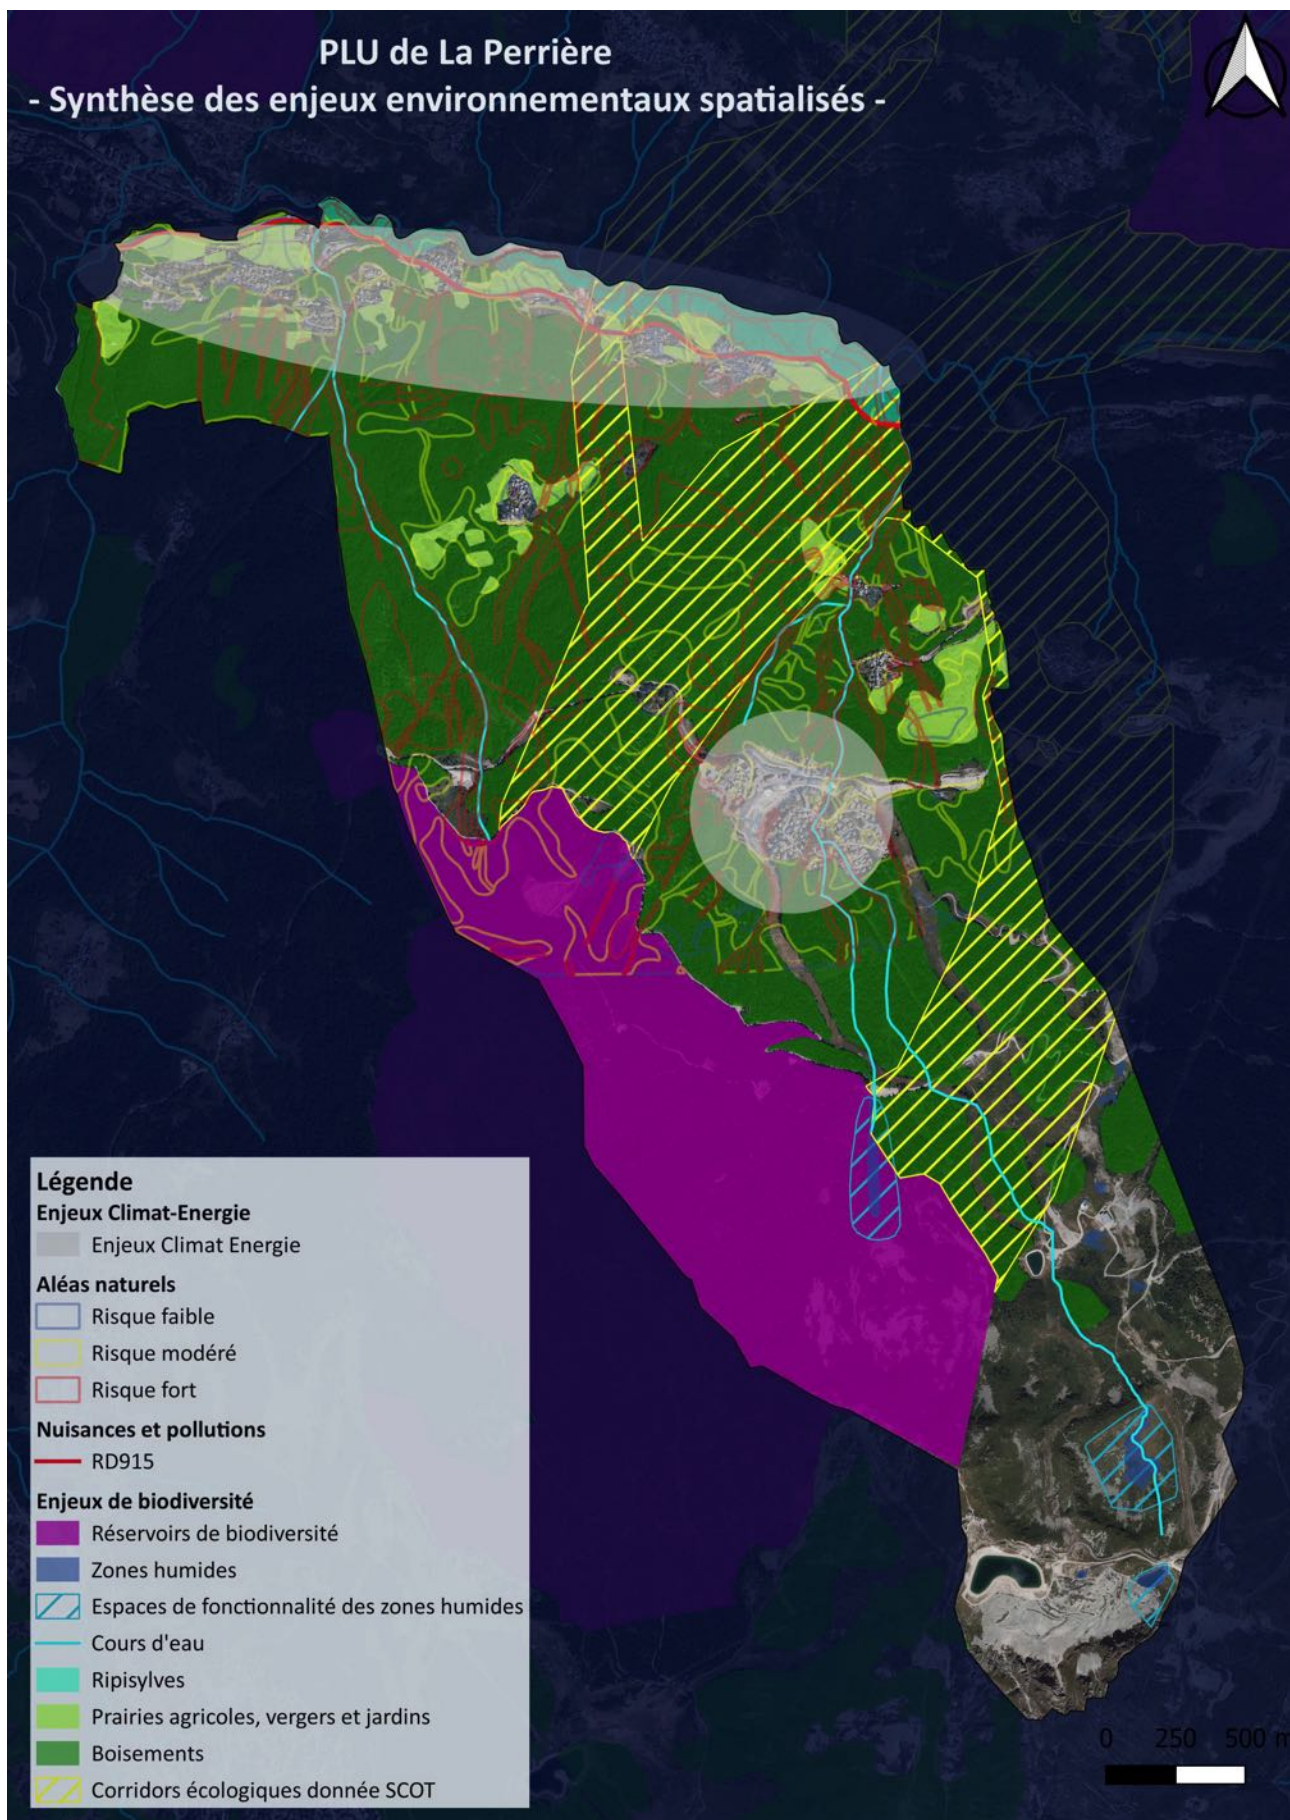 PLU de La Perrière
- Synthèse des enjeux environnementaux spatialisés -
Légende
Enjeux Climat-Energie
Enjeux Climat Energie
Aléas naturels
Risque faible
Risque modéré
Risque fort
Nuisances et pollutions
RD915
Enjeux de biodiversité
Réservoirs de biodiversité
Zones humides
Espaces de fonctionnalité des zones humides
Cours d'eau
Ripisylves
Prairies agricoles, vergers et jardins
Boisements
Corridors écologiques donnée SCOT
0 250 500 m